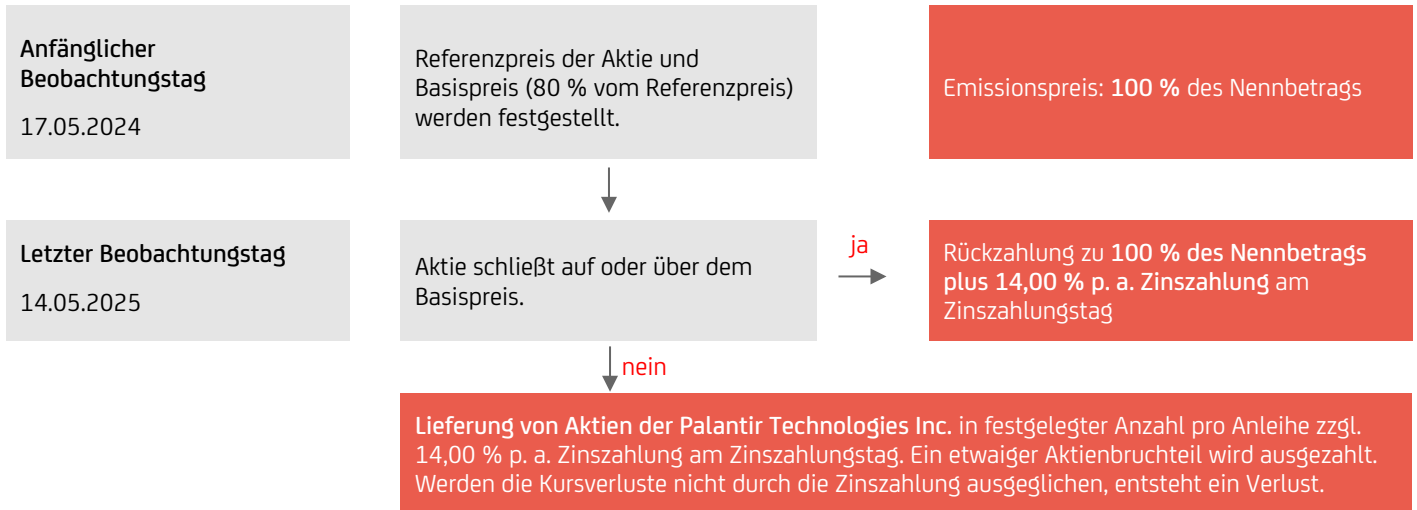 Anfänglicher
Beobachtungstag
17.05.2024
Referenzpreis der Aktie und
Basispreis (80 % vom Referenzpreis)
werden festgestellt.
Emissionspreis: 100 % des Nennbetrags
Letzter Beobachtungstag
14.05.2025
Aktie schließt auf oder über dem
Basispreis.
ja
Rückzahlung zu 100 % des Nennbetrags
plus 14,00 % p. a. Zinszahlung am
Zinszahlungstag
nein
Lieferung von Aktien der Palantir Technologies Inc. in festgelegter Anzahl pro Anleihe zzgl.
14,00 % p. a. Zinszahlung am Zinszahlungstag. Ein etwaiger Aktienbruchteil wird ausgezahlt.
Werden die Kursverluste nicht durch die Zinszahlung ausgeglichen, entsteht ein Verlust.